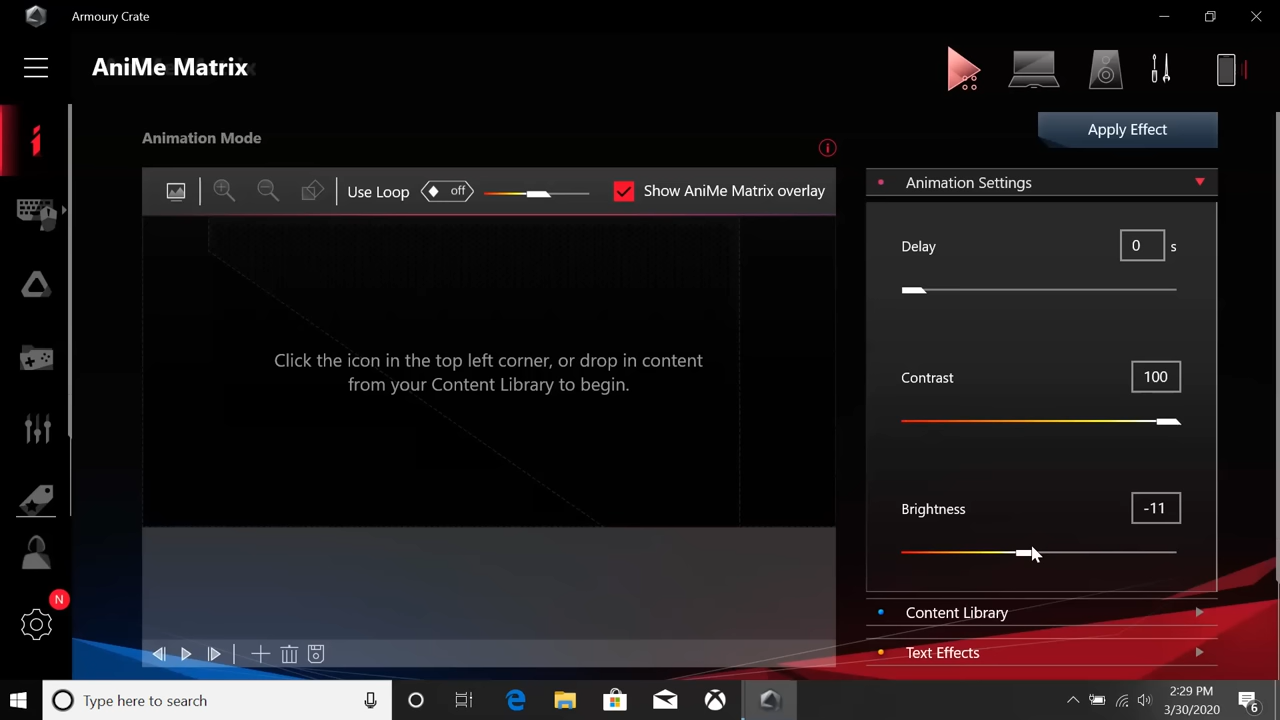 Armoury Crate
AniMe Matrix
Animation Mode
Apply Effect
Use Loop off Show AniMe Matrix overlay
Animation Settings
Click the icon in the top left corner, or drop in content
from your Content Library to begin.
Delay 0 s
Contrast 100
Brightness -11
Content Library
Text Effects
N
Type here to search
2:29 PM
3/30/2020
6